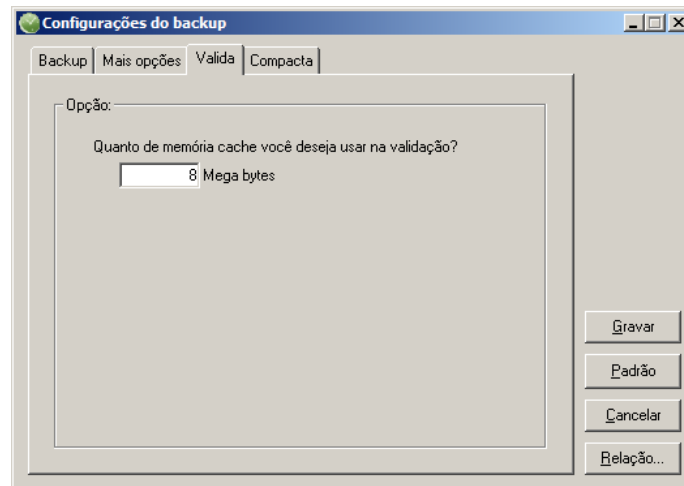 Configurações do backup
Backup Mais opções Valida Compacta
Opção:
Quanto de memória cache você deseja usar na validação?
8 Mega bytes
Gravar
Padrão
Cancelar
Relação...